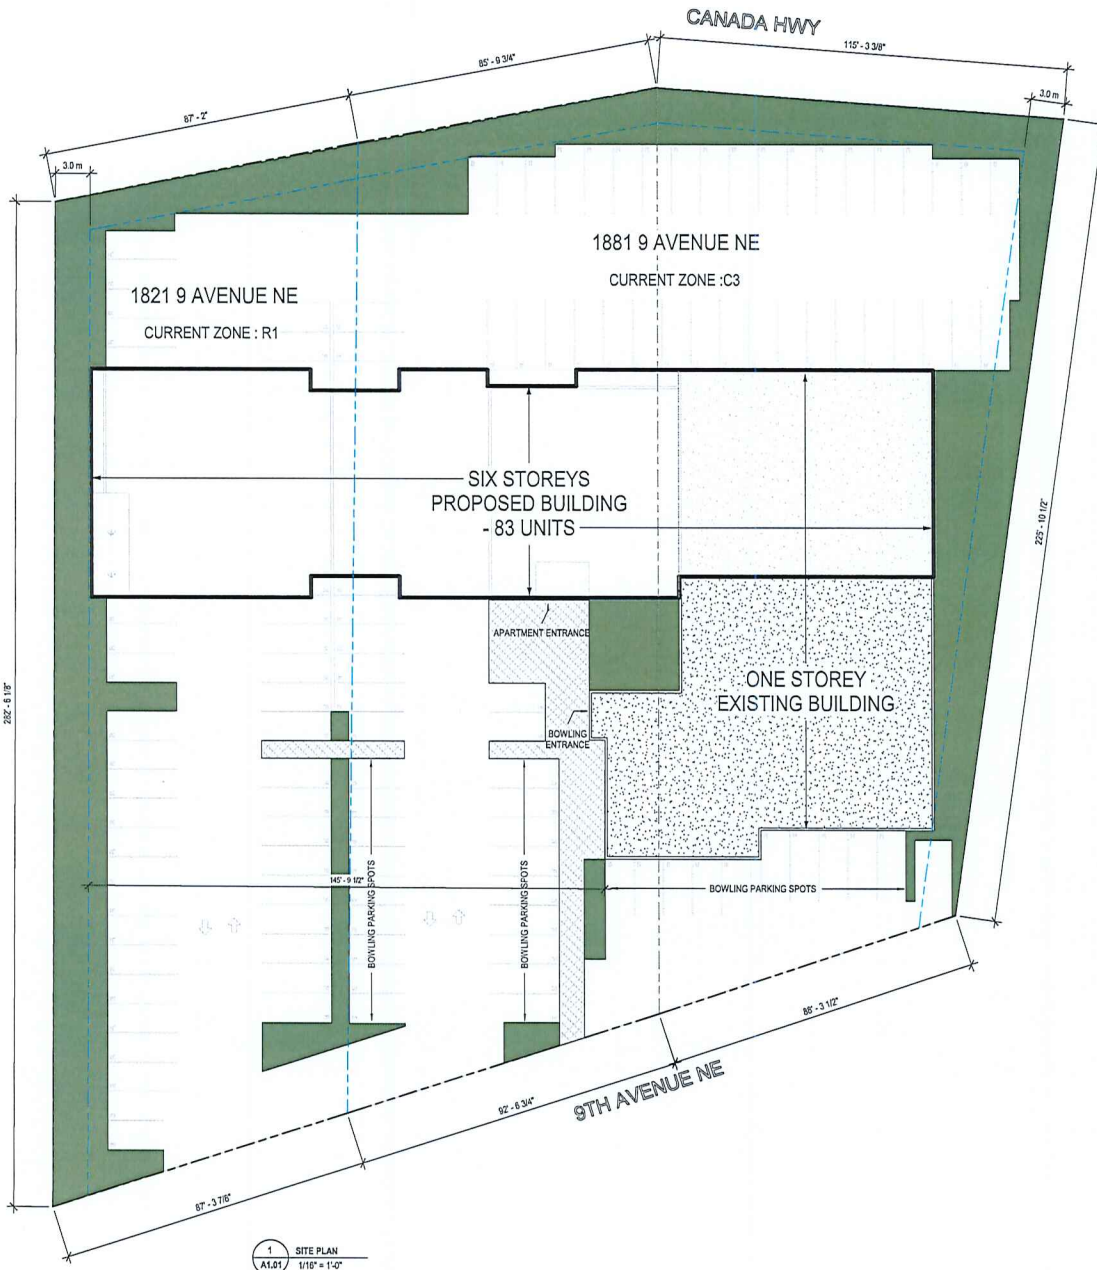 CANADA HWY
115' - 3 3/8"
85' - 9 3/4"
87' - 2"
3.0 m
3.0 m
1881 9 AVENUE NE
CURRENT ZONE :C3
1821 9 AVENUE NE
CURRENT ZONE : R1
SIX STOREYS
PROPOSED BUILDING
- 83 UNITS
225' - 10 1/2"
APARTMENT ENTRANCE
ONE STOREY
EXISTING BUILDING
282' - 6 1/8"
BOWLING
ENTRANCE
145' - 9 1/2"
BOWLING PARKING SPOTS
BOWLING PARKING SPOTS
BOWLING PARKING SPOTS
88' - 3 1/2"
92' - 6 3/4"
9TH AVENUE NE
87' - 3 7/8"
1
A1.01
SITE PLAN
1/16" = 1'-0"